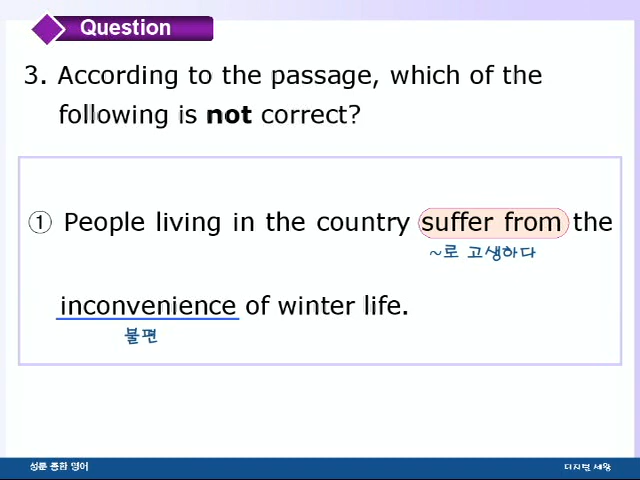 Question
3. According to the passage, which of the
following is not correct?
① People living in the country suffer from the
~로 고생하다
inconvenience of winter life.
불편
성문 종합 영어
디지털 세왕